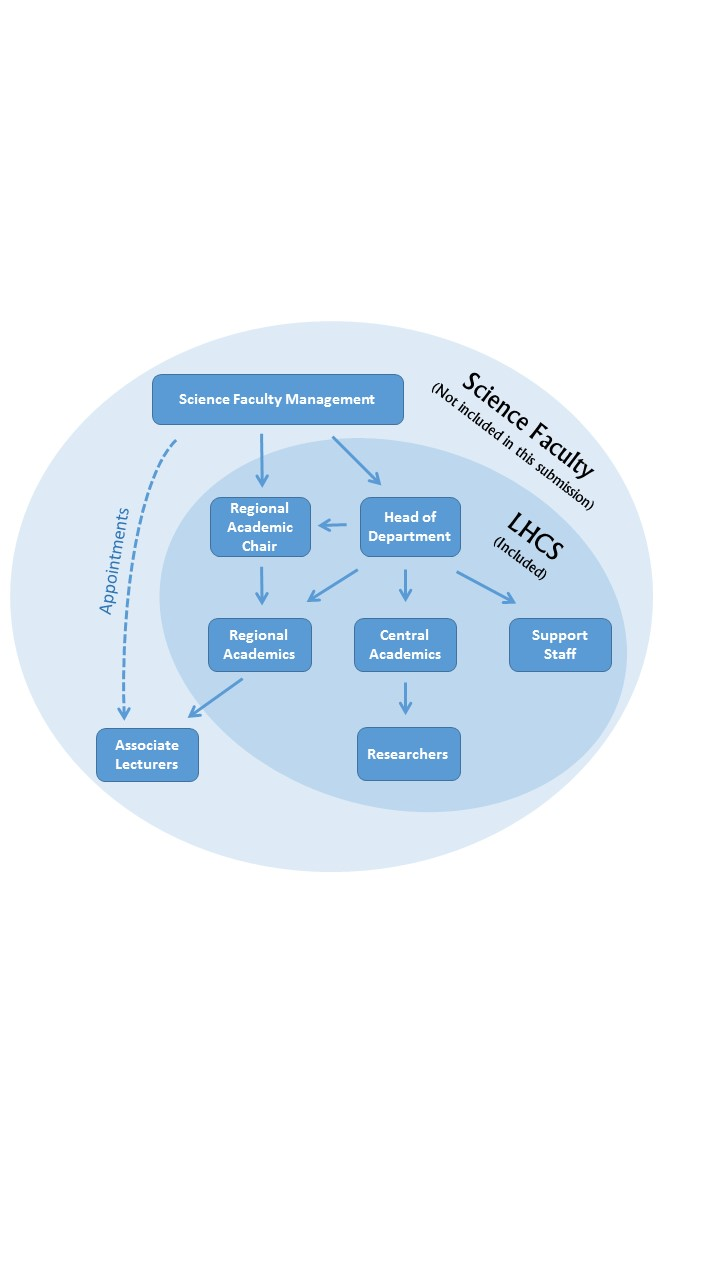 Science Faculty
(Not included in this submission)
Science Faculty Management
LHCS
(Included)
Regional
Academic
Chair
Head of
Department
Appointments
Regional
Academics
Central
Academics
Support
Staff
Associate
Lecturers
Researchers